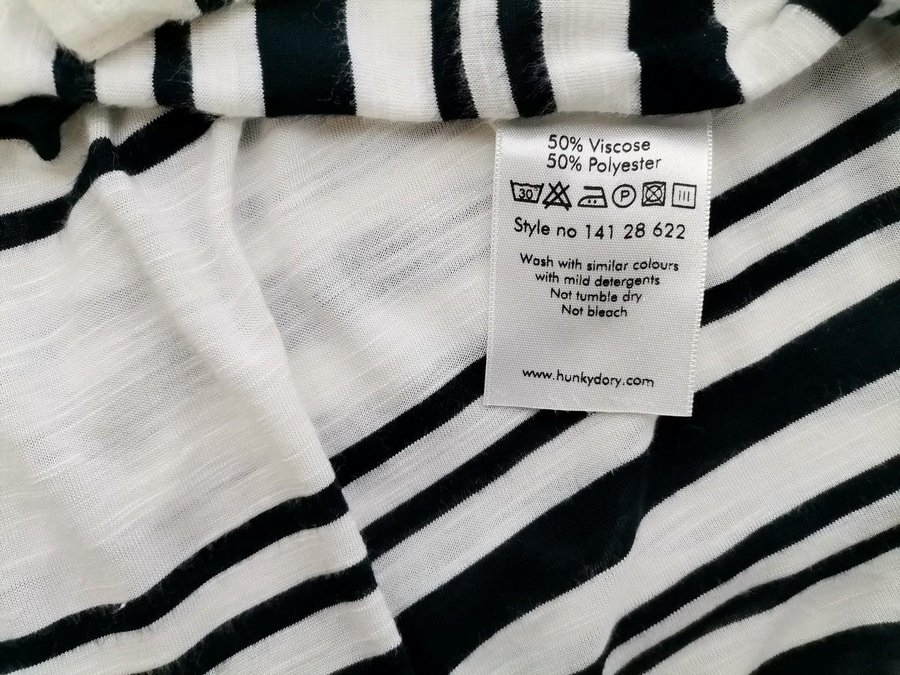 50% Viscose
50% Polyester
30 P
Style no 141 28 622
Wash with similar colours
with mild detergents
Not tumble dry
Not bleach
www.hunkydory.com